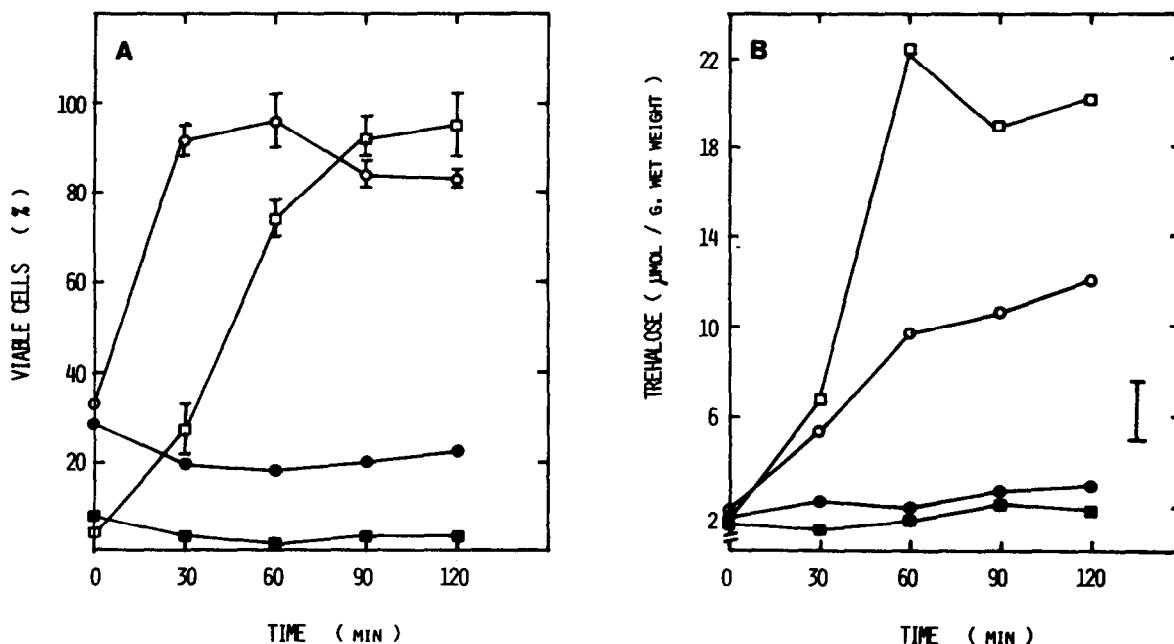 A
100
80
60
40
20
VIABLE CELLS ( % )
0 30 60 90 120
TIME ( MIN )
B
22
18
14
10
6
2
TREHALOSE ( µMOL / G. WET WEIGHT )
0 30 60 90 120
TIME ( MIN )